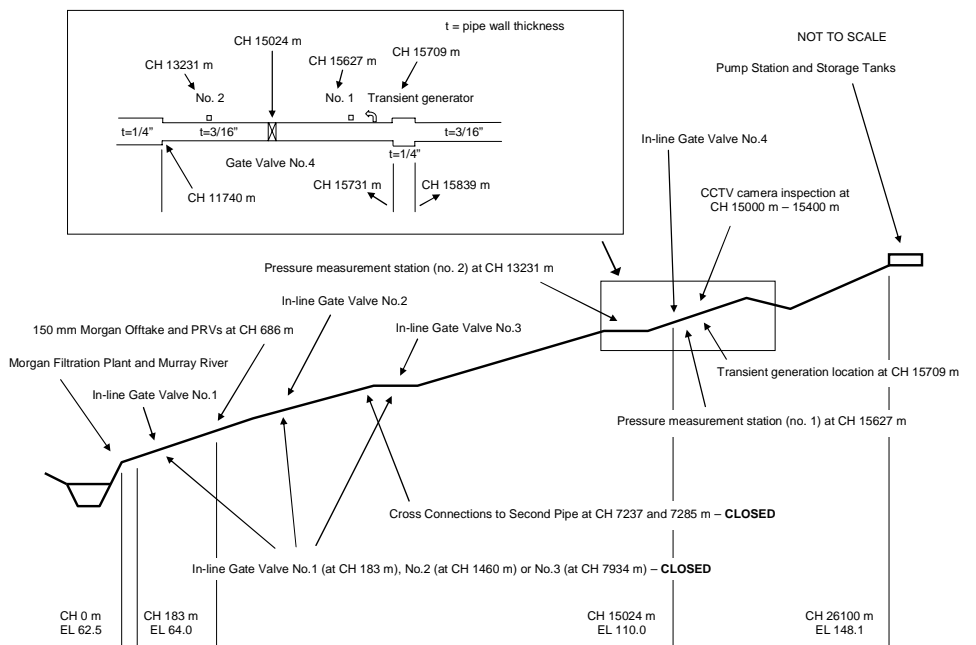 t = pipe wall thickness
CH 15024 m
CH 13231 m
CH 15627 m
CH 15709 m
No. 2
No. 1
Transient generator
t=1/4"
t=3/16"
t=3/16"
Gate Valve No.4
t=1/4"
CH 11740 m
CH 15731 m
CH 15839 m
NOT TO SCALE
Pump Station and Storage Tanks
In-line Gate Valve No.4
CCTV camera inspection at
CH 15000 m – 15400 m
Pressure measurement station (no. 2) at CH 13231 m
In-line Gate Valve No.2
150 mm Morgan Offtake and PRVs at CH 686 m
In-line Gate Valve No.3
Morgan Filtration Plant and Murray River
In-line Gate Valve No.1
Transient generation location at CH 15709 m
Pressure measurement station (no. 1) at CH 15627 m
Cross Connections to Second Pipe at CH 7237 and 7285 m – CLOSED
In-line Gate Valve No.1 (at CH 183 m), No.2 (at CH 1460 m) or No.3 (at CH 7934 m) – CLOSED
CH 0 m
EL 62.5
CH 183 m
EL 64.0
CH 15024 m
EL 110.0
CH 26100 m
EL 148.1